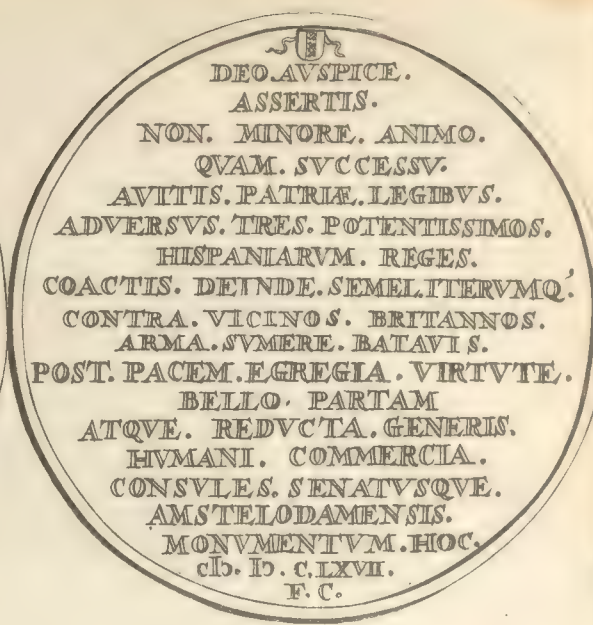 DEO.AVSPICE.
ASSERTIS.
NON. MINORE. ANIMO.
QVAM. SVCCESSV.
AVITIS. PATRIÆ. LEGIBVS.
ADVERSVS. TRES. POTENTISSIMOS.
HISPANIARVM. REGES.
COACTIS. DEINDE. SEMEL.ITERVMQ'.
CONTRA. VICINOS. BRITANNOS.
ARMA. SVMERE. BATAVIS.
POST. PACEM. EGREGIA. VIRTVTE.
BELLO. PARTAM
ATQVE. REDVCTA. GENERIS.
HVMANI. COMMERCIA.
CONSVLES. SENATVSQVE.
AMSTELODAMENSIS.
MONVMENTVM. HOC.
cIↄ. Iↄ. C.LXVII.
F. C.